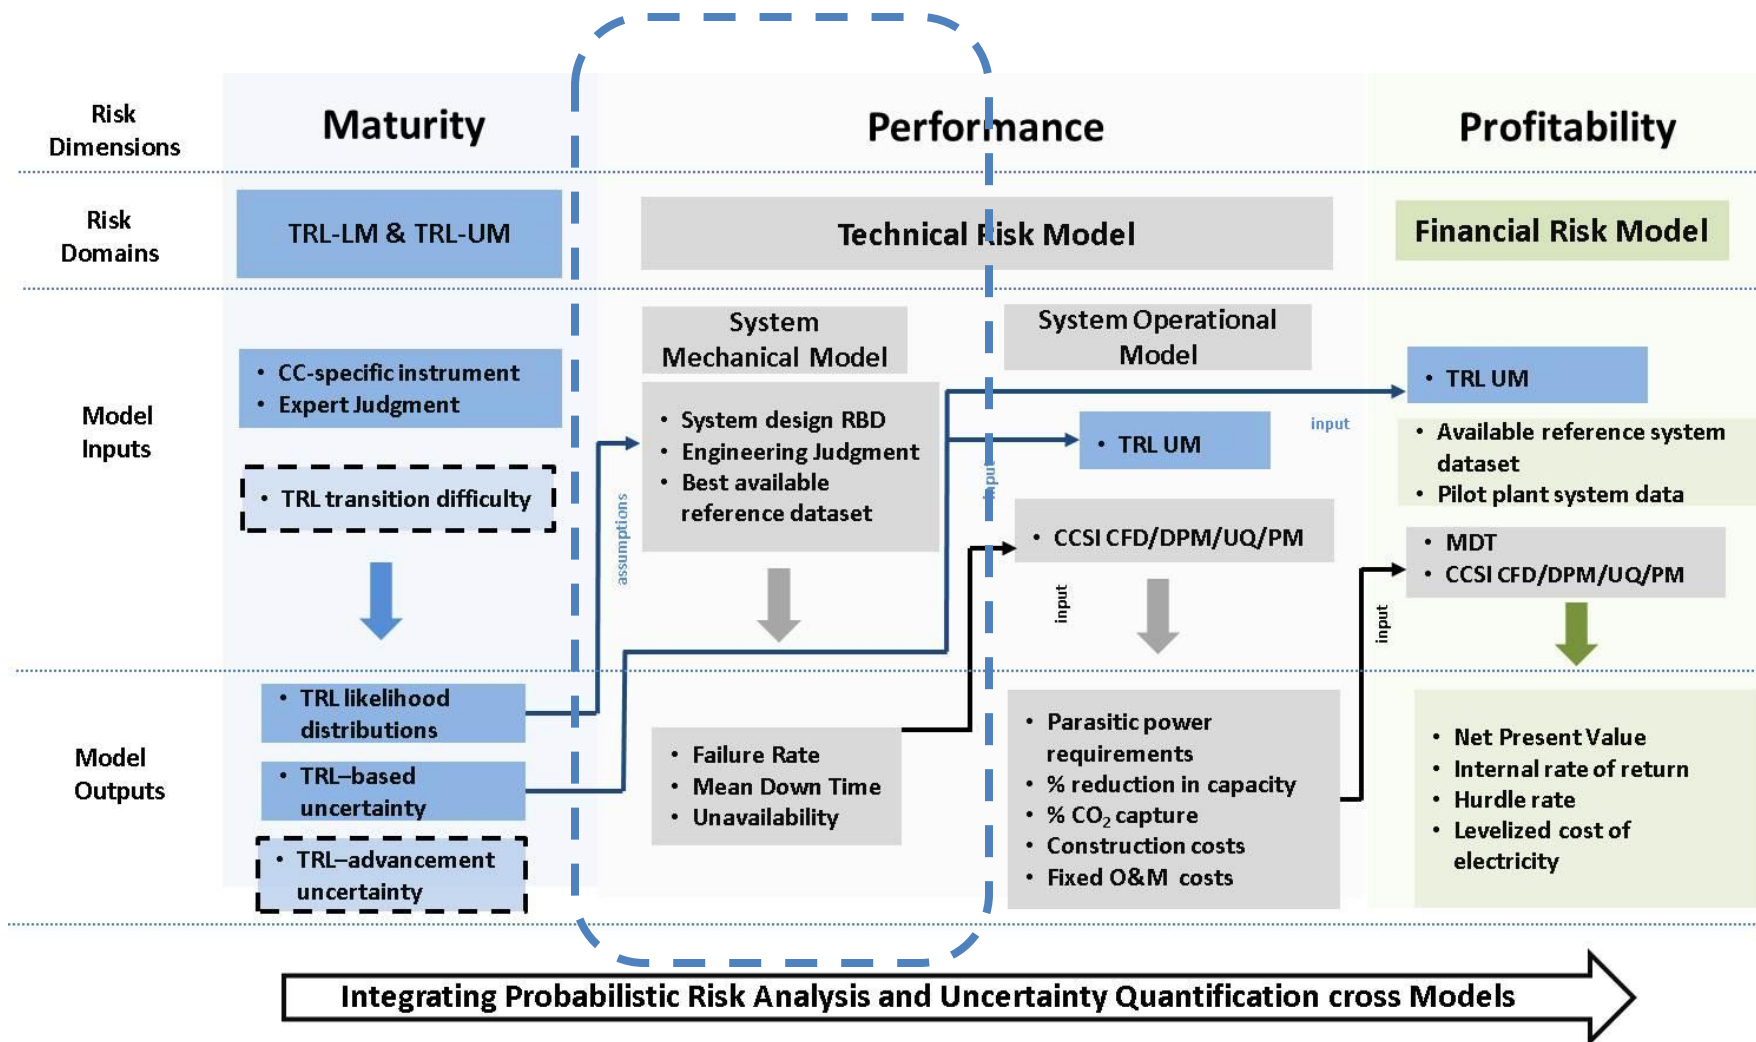 Risk
Dimensions
Maturity
Performance
Profitability
Risk
Domains
TRL-LM & TRL-UM
Technical Risk Model
Financial Risk Model
Model
Inputs
• CC-specific instrument
• Expert Judgment
• TRL transition difficulty
System
Mechanical Model
• System design RBD
• Engineering Judgment
• Best available
reference dataset
assumptions
System Operational
Model
• TRL UM
input
input
• CCSI CFD/DPM/UQ/PM
input
• TRL UM
• Available reference system
dataset
• Pilot plant system data
• MDT
• CCSI CFD/DPM/UQ/PM
input
Model
Outputs
• TRL likelihood
distributions
• TRL–based
uncertainty
• TRL–advancement
uncertainty
• Failure Rate
• Mean Down Time
• Unavailability
• Parasitic power
requirements
• % reduction in capacity
• % CO₂ capture
• Construction costs
• Fixed O&M costs
• Net Present Value
• Internal rate of return
• Hurdle rate
• Levelized cost of
electricity
Integrating Probabilistic Risk Analysis and Uncertainty Quantification cross Models